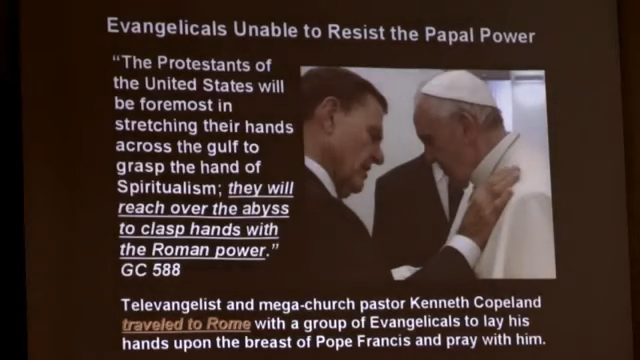 Evangelicals Unable to Resist the Papal Power
“The Protestants of
the United States will
be foremost in
stretching their hands
across the gulf to
grasp the hand of
Spiritualism; they will
reach over the abyss
to clasp hands with
the Roman power.”
GC 588
Televangelist and mega-church pastor Kenneth Copeland
traveled to Rome with a group of Evangelicals to lay his
hands upon the breast of Pope Francis and pray with him.